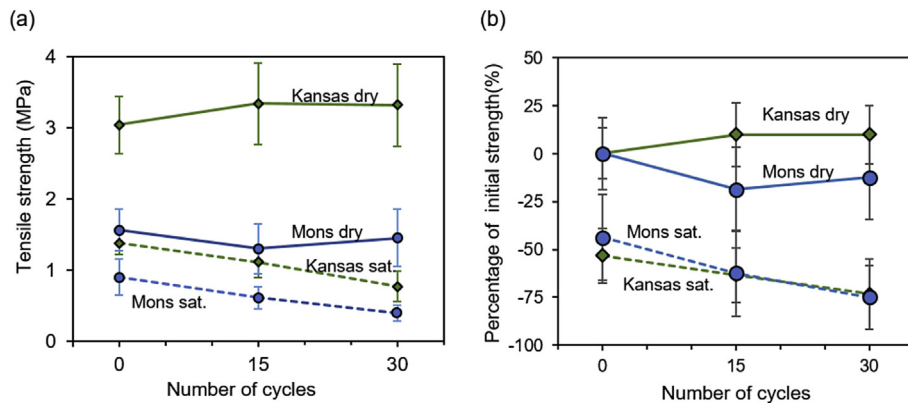 (a)
Tensile strength (MPa)
4
3
2
1
0
Kansas dry
Mons dry
Kansas sat.
Mons sat.
0 15 30
Number of cycles
(b)
Percentage of initial strength(%)
50
25
0
-25
-50
-75
-100
Kansas dry
Mons dry
Mons sat.
Kansas sat.
0 15 30
Number of cycles